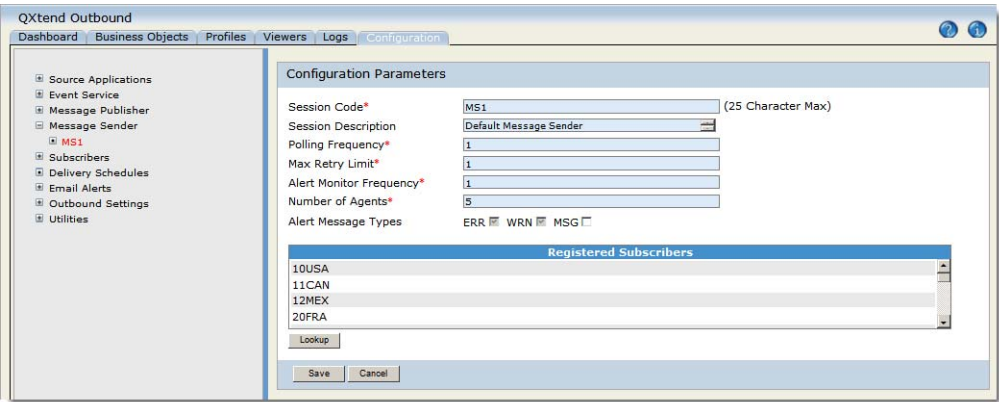 QXtend Outbound
Dashboard Business Objects Profiles Viewers Logs Configuration
Source Applications
Event Service
Message Publisher
Message Sender
MS1
Subscribers
Delivery Schedules
Email Alerts
Outbound Settings
Utilities
Configuration Parameters
Session Code* MS1 (25 Character Max)
Session Description Default Message Sender
Polling Frequency* 1
Max Retry Limit* 1
Alert Monitor Frequency* 1
Number of Agents* 5
Alert Message Types ERR WRN MSG
Registered Subscribers
10USA
11CAN
12MEX
20FRA
Lookup
Save Cancel